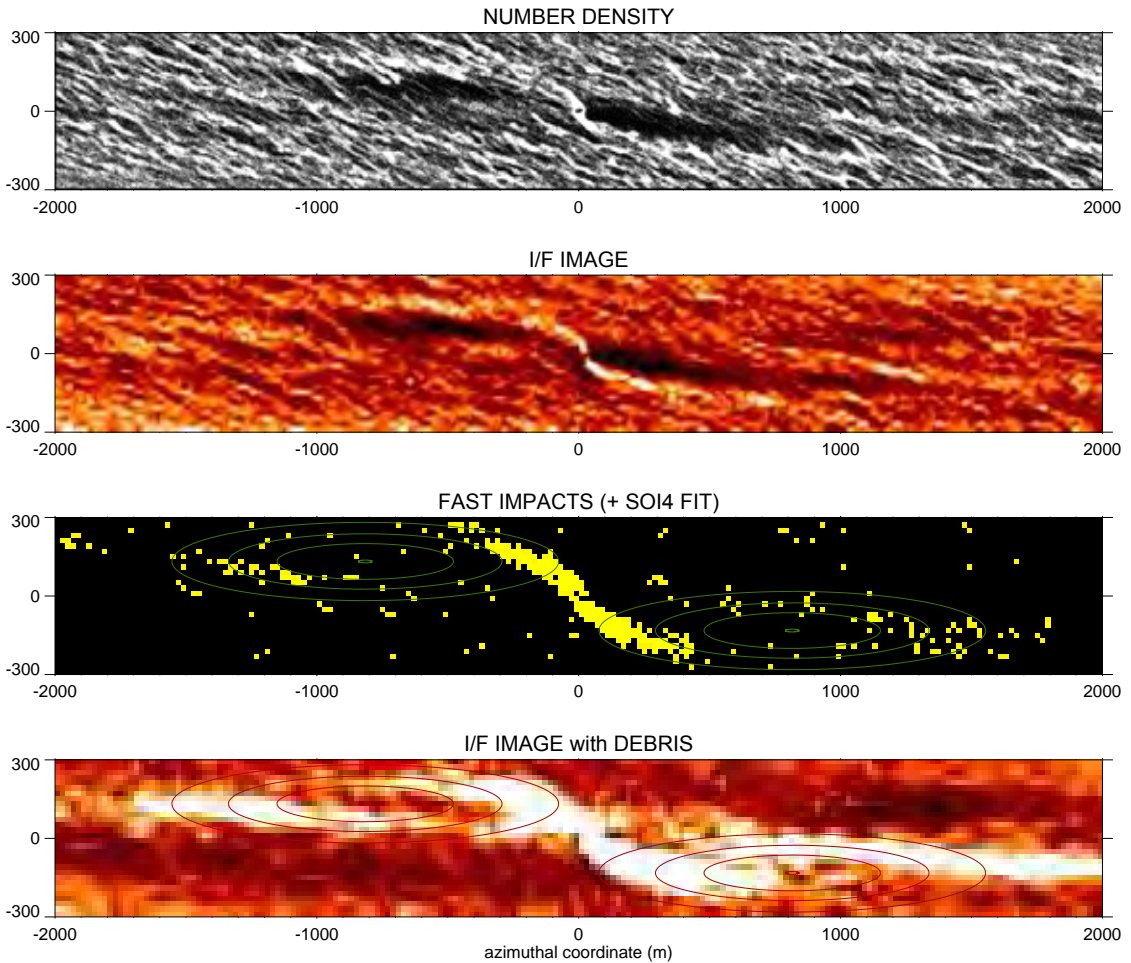 NUMBER DENSITY
300
0
-300
-2000 -1000 0 1000 2000
I/F IMAGE
300
0
-300
-2000 -1000 0 1000 2000
FAST IMPACTS (+ SOI4 FIT)
300
0
-300
-2000 -1000 0 1000 2000
I/F IMAGE with DEBRIS
300
0
-300
-2000 -1000 0 1000 2000
azimuthal coordinate (m)